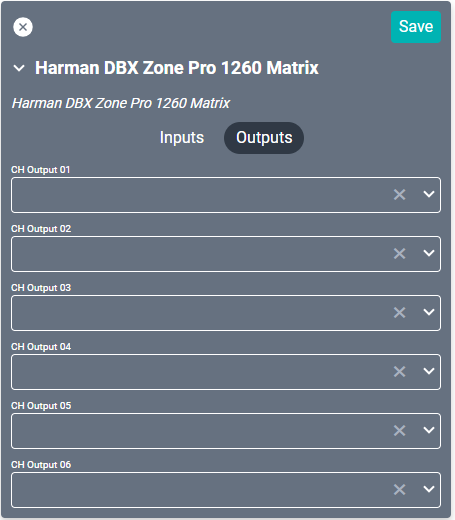 Save
Harman DBX Zone Pro 1260 Matrix
Harman DBX Zone Pro 1260 Matrix
Inputs Outputs
CH Output 01
CH Output 02
CH Output 03
CH Output 04
CH Output 05
CH Output 06